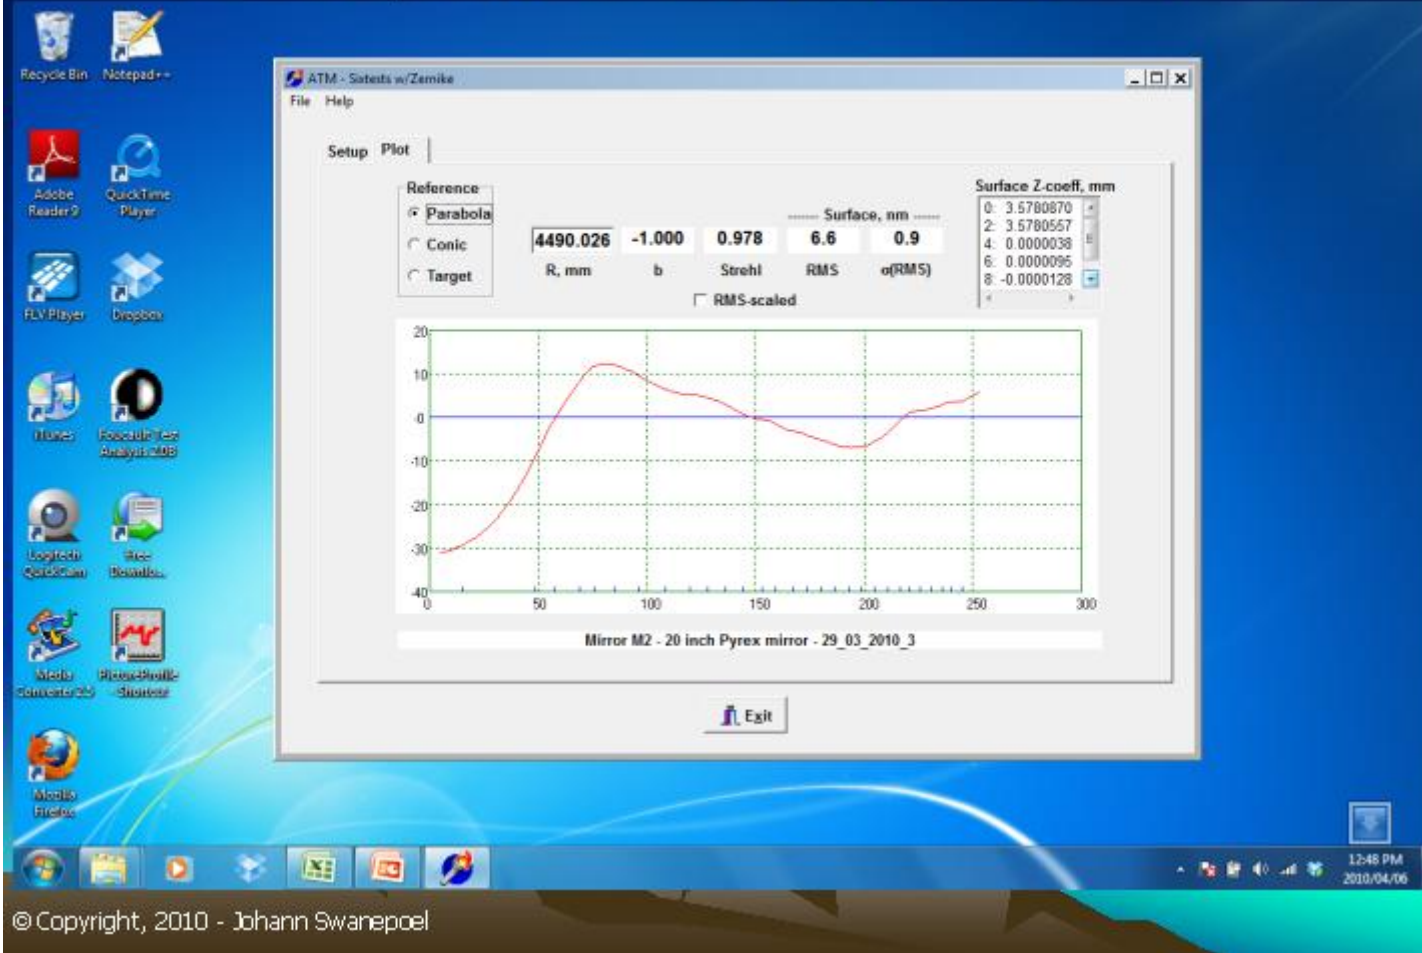 Recycle Bin
Notepad++
Adobe
Reader 9
QuickTime
Player
FLV Player
Dropbox
iTunes
Foucault Test
Analysis 2.08
Logitech
QuickCam
Free
Downlo...
Media
Converter 2.5
PictureProfile
- Shortcut
Mozilla
Firefox
ATM - Sixtests w/Zernike
File Help
Setup Plot
Reference
Parabola
Conic
Target
4490.026 -1.000 0.978 6.6 0.9
------- Surface, nm ------
R, mm b Strehl RMS σ(RMS)
RMS-scaled
Surface Z-coeff, mm
0: 3.5780870
2: 3.5780557
4: 0.0000038
6: 0.0000095
8: -0.0000128
20
10
-0
-10
-20
-30
-40
0 50 100 150 200 250 300
Mirror M2 - 20 inch Pyrex mirror - 29_03_2010_3
Exit
12:48 PM
2010/04/06
© Copyright, 2010 - Johann Swanepoel